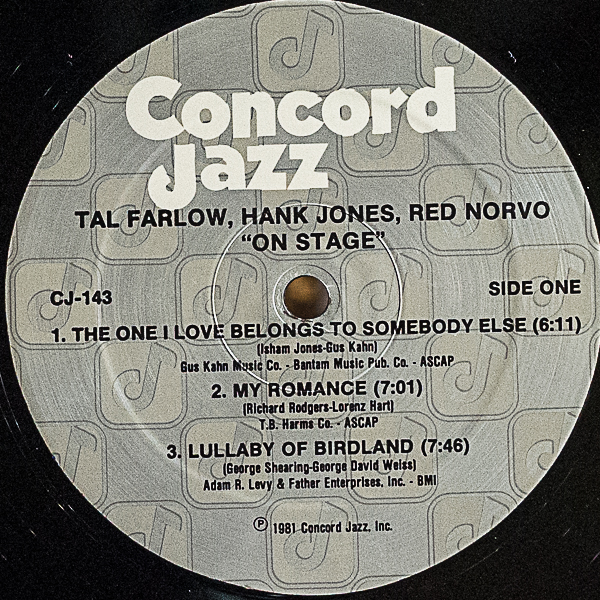 Concord
Jazz
TAL FARLOW, HANK JONES, RED NORVO
“ON STAGE”
CJ-143
SIDE ONE
1. THE ONE I LOVE BELONGS TO SOMEBODY ELSE (6:11)
(Isham Jones-Gus Kahn)
Gus Kahn Music Co. - Bantam Music Pub. Co. - ASCAP
2. MY ROMANCE (7:01)
(Richard Rodgers-Lorenz Hart)
T.B. Harms Co. - ASCAP
3. LULLABY OF BIRDLAND (7:46)
(George Shearing-George David Weiss)
Adam R. Levy & Father Enterprises, Inc. - BMI
℗ 1981 Concord Jazz, Inc.